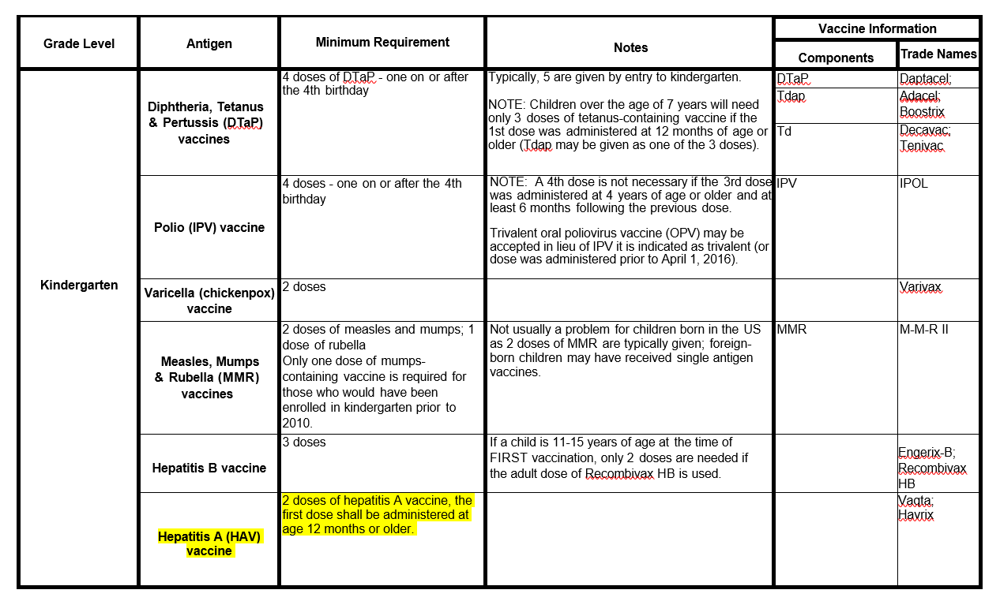 Grade Level
Antigen
Minimum Requirement
Notes
Vaccine Information
Components
Trade Names
Kindergarten
Diphtheria, Tetanus
& Pertussis (DTaP)
vaccines
4 doses of DTaP - one on or after
the 4th birthday
Typically, 5 are given by entry to kindergarten.
NOTE: Children over the age of 7 years will need
only 3 doses of tetanus-containing vaccine if the
1st dose was administered at 12 months of age or
older (Tdap may be given as one of the 3 doses).
DTaP
Daptacel;
Tdap
Adacel;
Boostrix
Td
Decavac;
Tenivac
Polio (IPV) vaccine
4 doses - one on or after the 4th
birthday
NOTE: A 4th dose is not necessary if the 3rd dose
was administered at 4 years of age or older and at
least 6 months following the previous dose.
Trivalent oral poliovirus vaccine (OPV) may be
accepted in lieu of IPV it is indicated as trivalent (or
dose was administered prior to April 1, 2016).
IPV
IPOL
Varicella (chickenpox)
vaccine
2 doses
Varivax
Measles, Mumps
& Rubella (MMR)
vaccines
2 doses of measles and mumps; 1
dose of rubella
Only one dose of mumps-
containing vaccine is required for
those who would have been
enrolled in kindergarten prior to
2010.
Not usually a problem for children born in the US
as 2 doses of MMR are typically given; foreign-
born children may have received single antigen
vaccines.
MMR
M-M-R II
Hepatitis B vaccine
3 doses
If a child is 11-15 years of age at the time of
FIRST vaccination, only 2 doses are needed if
the adult dose of Recombivax HB is used.
Engerix-B;
Recombivax
HB
Hepatitis A (HAV)
vaccine
2 doses of hepatitis A vaccine, the
first dose shall be administered at
age 12 months or older.
Vaqta;
Havrix